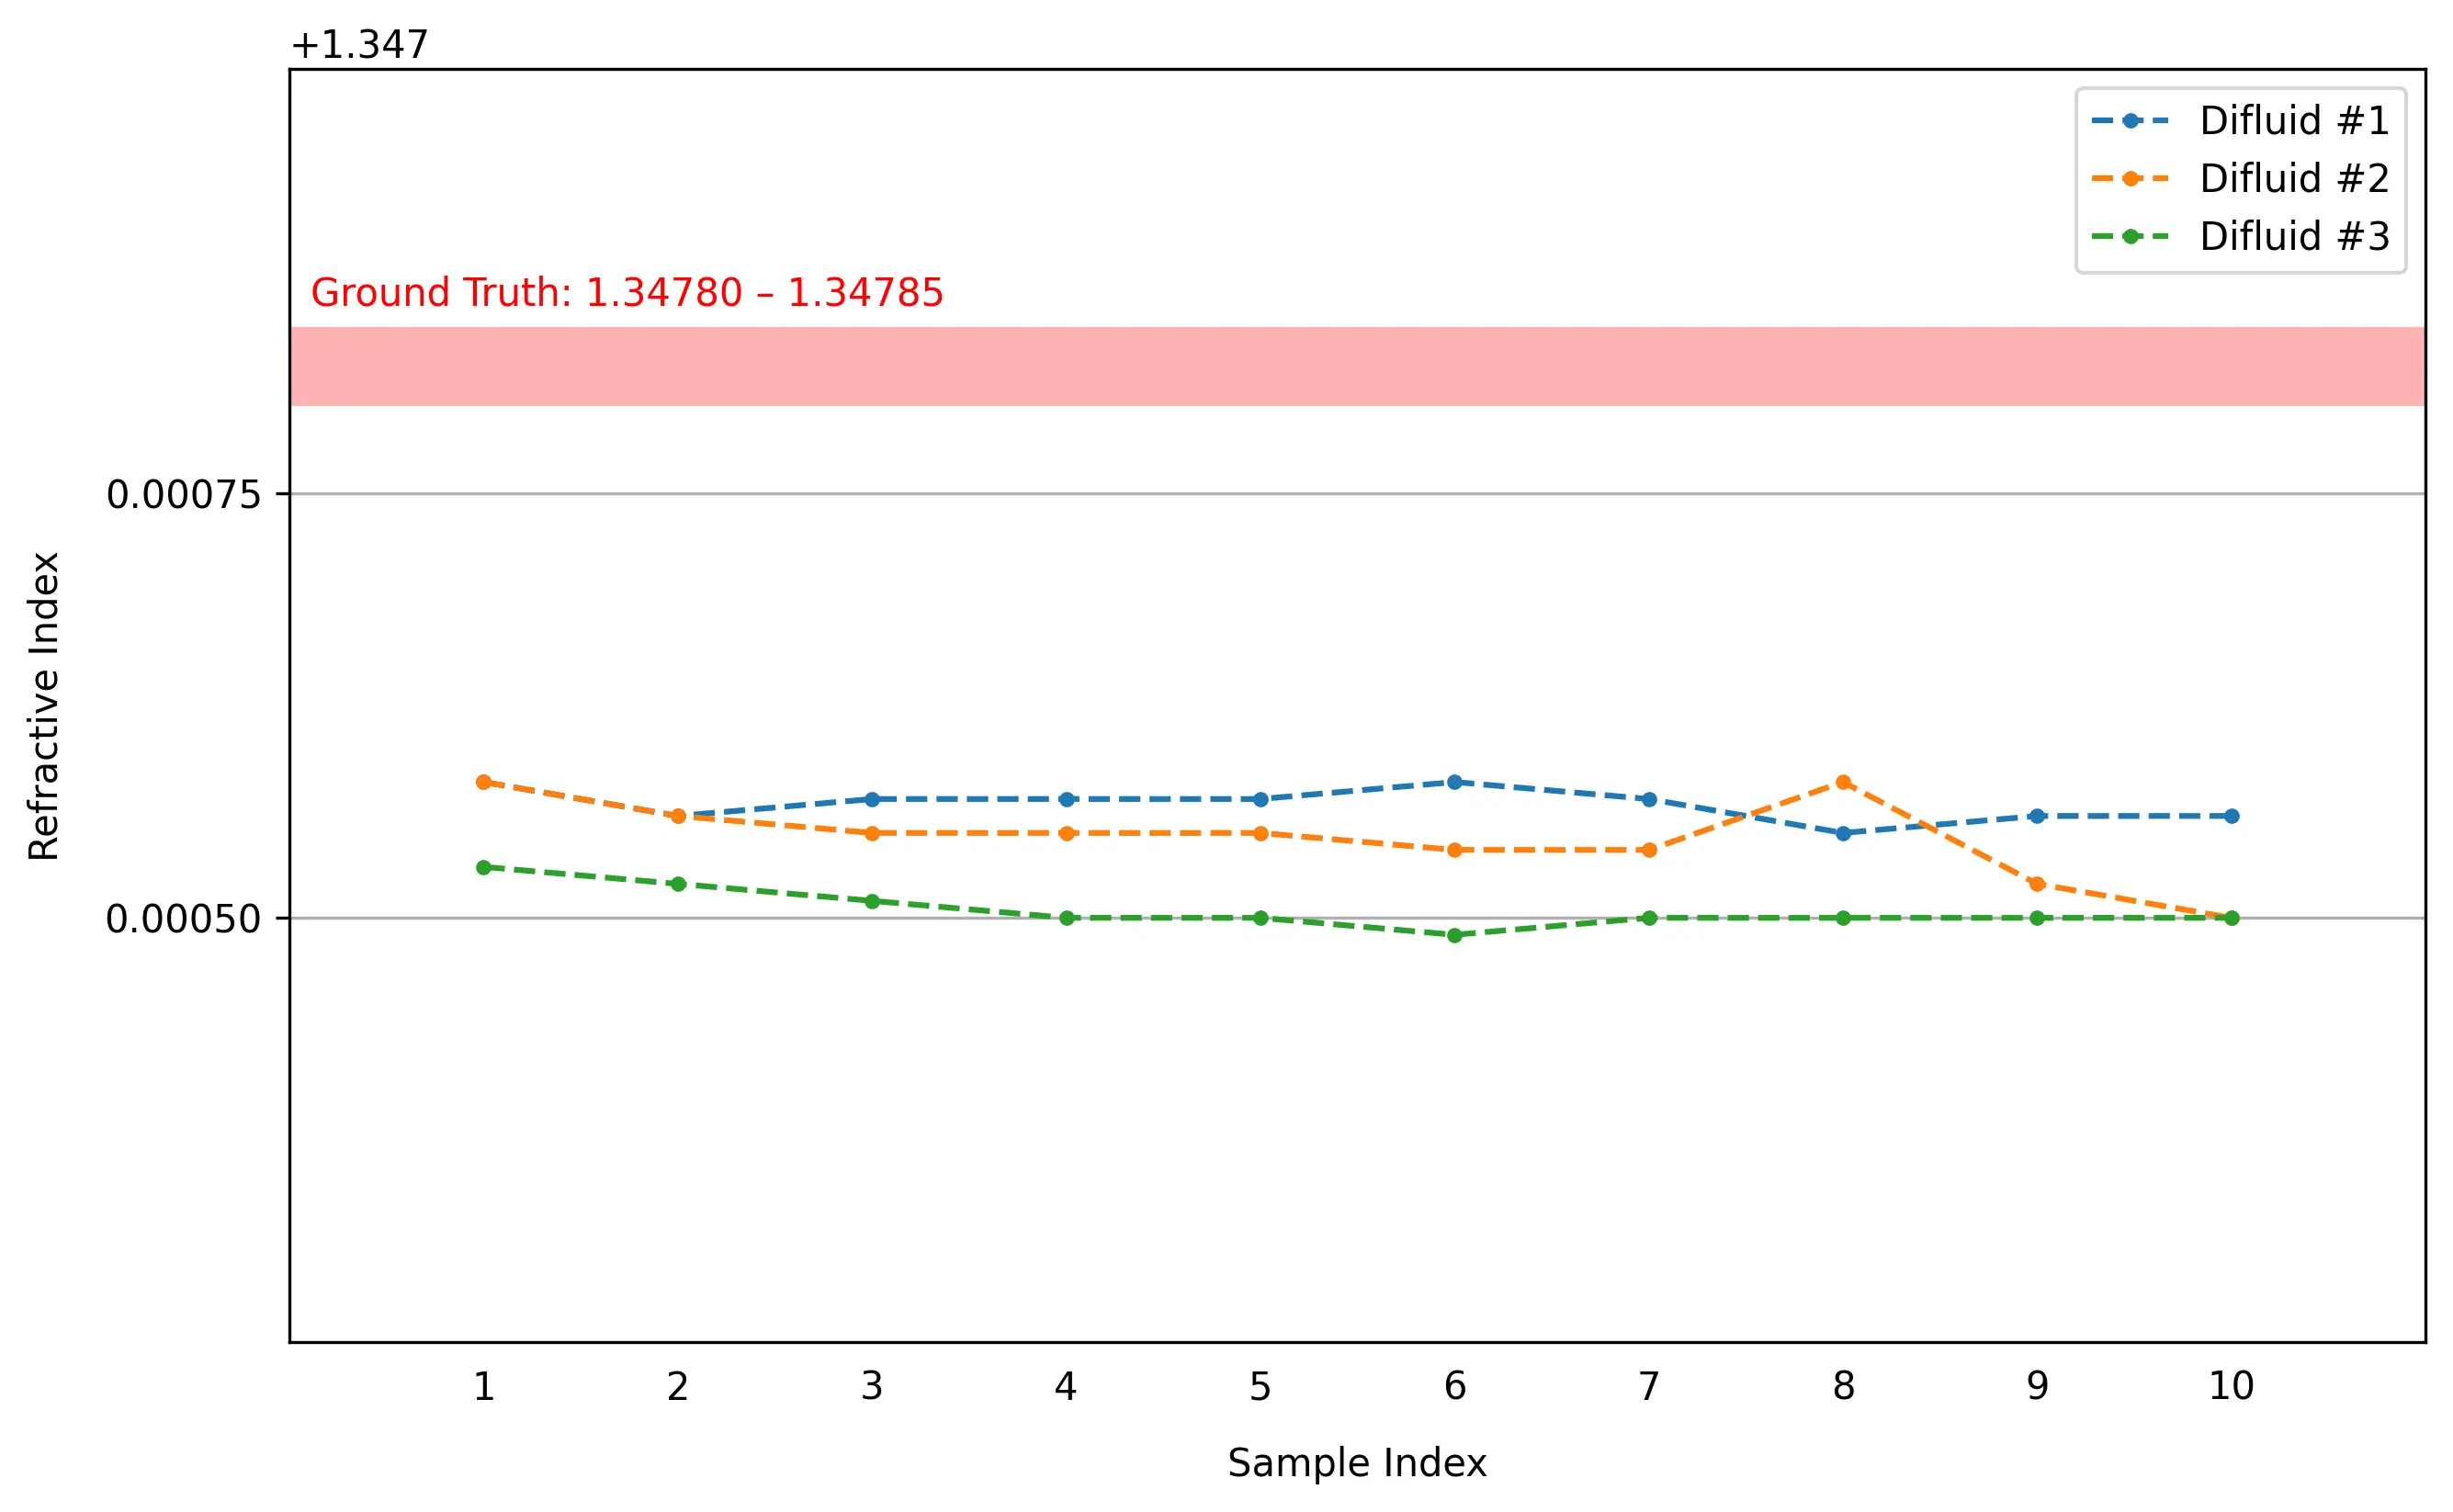 +1.347
Difluid #1
Difluid #2
Difluid #3
Ground Truth: 1.34780 – 1.34785
0.00075
0.00050
Refractive Index
1 2 3 4 5 6 7 8 9 10
Sample Index